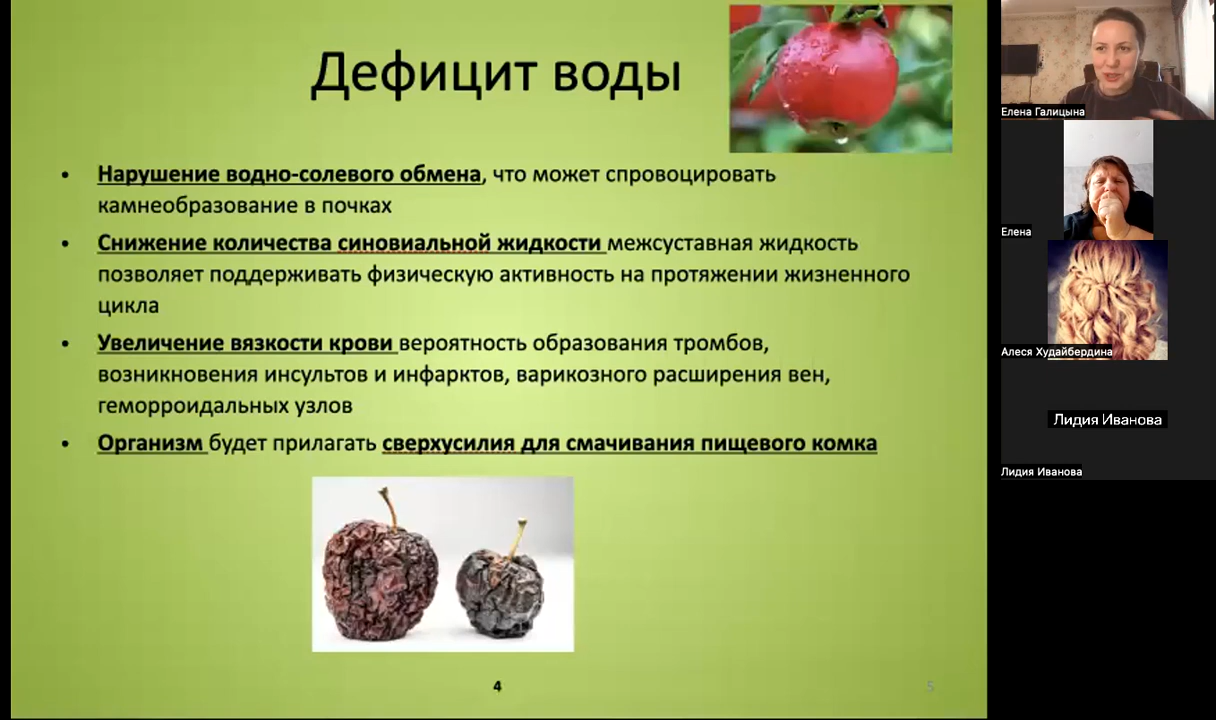 Дефицит воды
• Нарушение водно-солевого обмена, что может спровоцировать
камнеобразование в почках
• Снижение количества синовиальной жидкости межсуставная жидкость
позволяет поддерживать физическую активность на протяжении жизненного
цикла
• Увеличение вязкости крови вероятность образования тромбов,
возникновения инсультов и инфарктов, варикозного расширения вен,
геморроидальных узлов
• Организм будет прилагать сверхусилия для смачивания пищевого комка
4
5
Елена Галицына
Елена
Алеся Худайбердина
Лидия Иванова
Лидия Иванова